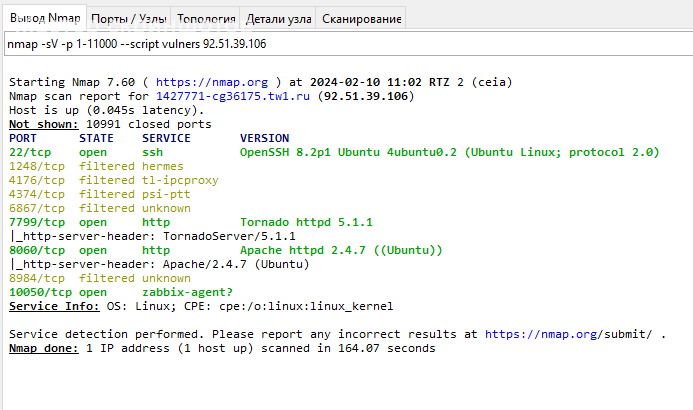 Вывод Nmap Порты / Узлы Топология Детали узла Сканирование
nmap -sV -p 1-11000 --script vulners 92.51.39.106
Starting Nmap 7.60 ( https://nmap.org ) at 2024-02-10 11:02 RTZ 2 (ceia)
Nmap scan report for 1427771-cg36175.tw1.ru (92.51.39.106)
Host is up (0.045s latency).
Not shown: 10991 closed ports
PORT STATE SERVICE VERSION
22/tcp open ssh OpenSSH 8.2p1 Ubuntu 4ubuntu0.2 (Ubuntu Linux; protocol 2.0)
1248/tcp filtered hermes
4176/tcp filtered tl-ipcproxy
4374/tcp filtered psi-ptt
6867/tcp filtered unknown
7799/tcp open http Tornado httpd 5.1.1
|_http-server-header: TornadoServer/5.1.1
8060/tcp open http Apache httpd 2.4.7 ((Ubuntu))
|_http-server-header: Apache/2.4.7 (Ubuntu)
8984/tcp filtered unknown
10050/tcp open zabbix-agent?
Service Info: OS: Linux; CPE: cpe:/o:linux:linux_kernel
Service detection performed. Please report any incorrect results at https://nmap.org/submit/ .
Nmap done: 1 IP address (1 host up) scanned in 164.07 seconds